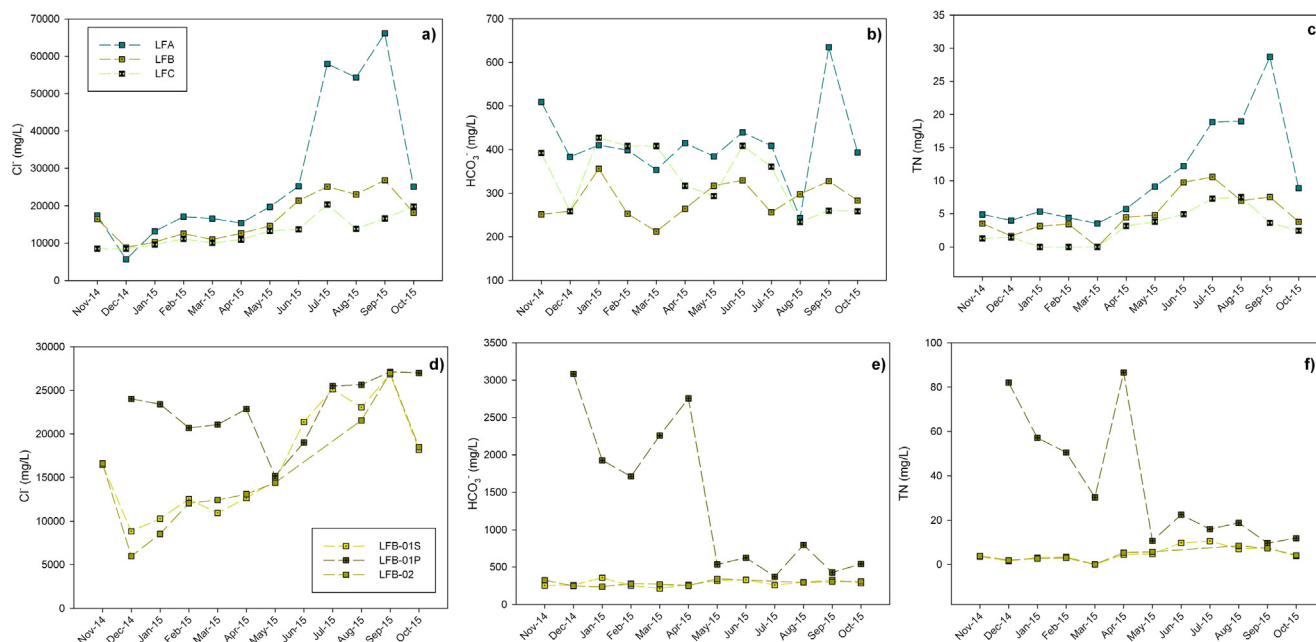 a)
70000
60000
50000
40000
30000
20000
10000
0
Cl⁻ (mg/L)
LFA
LFB
LFC
Nov-14
Dec-14
Jan-15
Feb-15
Mar-15
Apr-15
May-15
Jun-15
Jul-15
Aug-15
Sep-15
Oct-15
b)
700
600
500
400
300
200
100
HCO₃⁻ (mg/L)
Nov-14
Dec-14
Jan-15
Feb-15
Mar-15
Apr-15
May-15
Jun-15
Jul-15
Aug-15
Sep-15
Oct-15
c)
35
30
25
20
15
10
5
0
TN (mg/L)
Nov-14
Dec-14
Jan-15
Feb-15
Mar-15
Apr-15
May-15
Jun-15
Jul-15
Aug-15
Sep-15
Oct-15
d)
30000
25000
20000
15000
10000
5000
0
Cl⁻ (mg/L)
LFB-01S
LFB-01P
LFB-02
Nov-14
Dec-14
Jan-15
Feb-15
Mar-15
Apr-15
May-15
Jun-15
Jul-15
Aug-15
Sep-15
Oct-15
e)
3500
3000
2500
2000
1500
1000
500
0
HCO₃⁻ (mg/L)
Nov-14
Dec-14
Jan-15
Feb-15
Mar-15
Apr-15
May-15
Jun-15
Jul-15
Aug-15
Sep-15
Oct-15
f)
100
80
60
40
20
0
TN (mg/L)
Nov-14
Dec-14
Jan-15
Feb-15
Mar-15
Apr-15
May-15
Jun-15
Jul-15
Aug-15
Sep-15
Oct-15